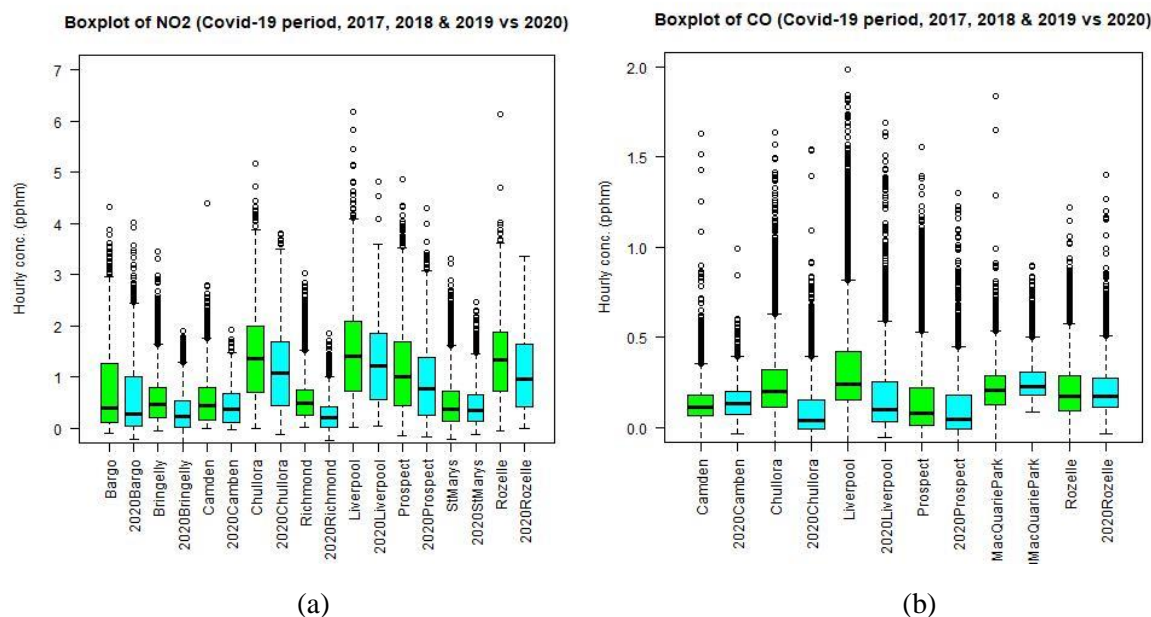 Boxplot of NO2 (Covid-19 period, 2017, 2018 & 2019 vs 2020)
Hourly conc. (pphm)
7
6
5
4
3
2
1
0
Bargo
2020Bargo
Bringelly
2020Bringelly
Camden
2020Camben
Chullora
2020Chullora
Richmond
2020Richmond
Liverpool
2020Liverpool
Prospect
2020Prospect
StMarys
2020StMarys
Rozelle
2020Rozelle
(a)
Boxplot of CO (Covid-19 period, 2017, 2018 & 2019 vs 2020)
Hourly conc. (pphm)
2.0
1.5
1.0
0.5
0.0
Camden
2020Camben
Chullora
2020Chullora
Liverpool
2020Liverpool
Prospect
2020Prospect
MacQuariePark
IMacQuariePark
Rozelle
2020Rozelle
(b)